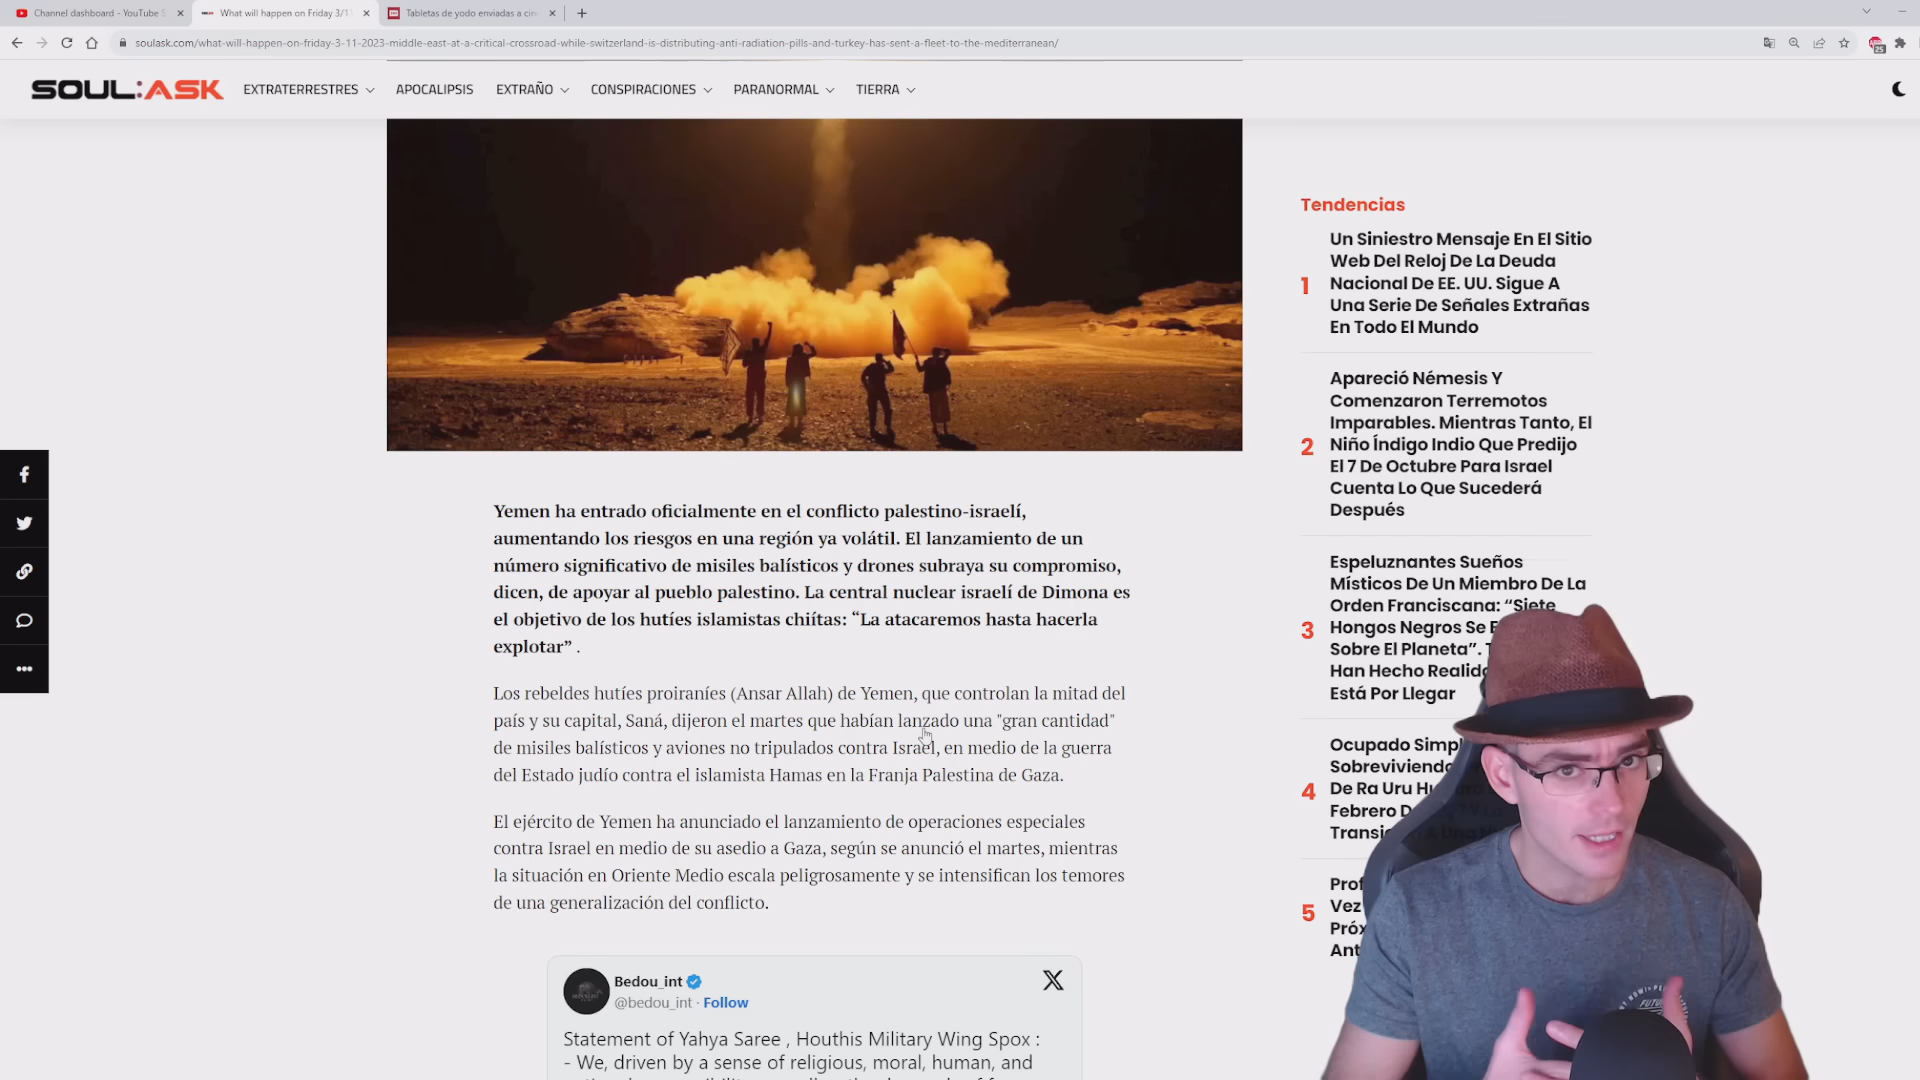 Channel dashboard - YouTube S
What will happen on Friday 3/1
Tabletas de yodo enviadas a cin
soulask.com/what-will-happen-on-friday-3-11-2023-middle-east-at-a-critical-crossroad-while-switzerland-is-distributing-anti-radiation-pills-and-turkey-has-sent-a-fleet-to-the-mediterranean/
25
SOUL:ASK
EXTRATERRESTRES
APOCALIPSIS
EXTRAÑO
CONSPIRACIONES
PARANORMAL
TIERRA
Yemen ha entrado oficialmente en el conflicto palestino-israelí,
aumentando los riesgos en una región ya volátil. El lanzamiento de un
número significativo de misiles balísticos y drones subraya su compromiso,
dicen, de apoyar al pueblo palestino. La central nuclear israelí de Dimona es
el objetivo de los hutíes islamistas chiítas: “La atacaremos hasta hacerla
explotar” .
Los rebeldes hutíes proiraníes (Ansar Allah) de Yemen, que controlan la mitad del
país y su capital, Saná, dijeron el martes que habían lanzado una "gran cantidad"
de misiles balísticos y aviones no tripulados contra Israel, en medio de la guerra
del Estado judío contra el islamista Hamas en la Franja Palestina de Gaza.
El ejército de Yemen ha anunciado el lanzamiento de operaciones especiales
contra Israel en medio de su asedio a Gaza, según se anunció el martes, mientras
la situación en Oriente Medio escala peligrosamente y se intensifican los temores
de una generalización del conflicto.
Bedou_int
@bedou_int · Follow
Statement of Yahya Saree , Houthis Military Wing Spox :
- We, driven by a sense of religious, moral, human, and
Tendencias
1
Un Siniestro Mensaje En El Sitio
Web Del Reloj De La Deuda
Nacional De EE. UU. Sigue A
Una Serie De Señales Extrañas
En Todo El Mundo
2
Apareció Némesis Y
Comenzaron Terremotos
Imparables. Mientras Tanto, El
Niño Índigo Indio Que Predijo
El 7 De Octubre Para Israel
Cuenta Lo Que Sucederá
Después
3
Espeluznantes Sueños
Místicos De Un Miembro De La
Orden Franciscana: “Siete
Hongos Negros Se E
Sobre El Planeta”. T
Han Hecho Realid
Está Por Llegar
4
Ocupado Simpl
Sobreviviendo
De Ra Uru Hu
Febrero D
Transi
5
Prof
Vez
Próx
Ant